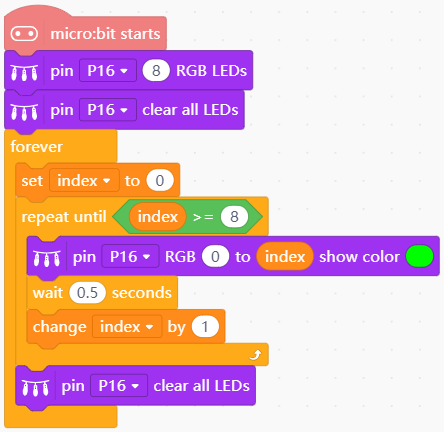 micro:bit starts
pin P16 8 RGB LEDs
pin P16 clear all LEDs
forever
set index to 0
repeat until index >= 8
pin P16 RGB 0 to index show color
wait 0.5 seconds
change index by 1
pin P16 clear all LEDs